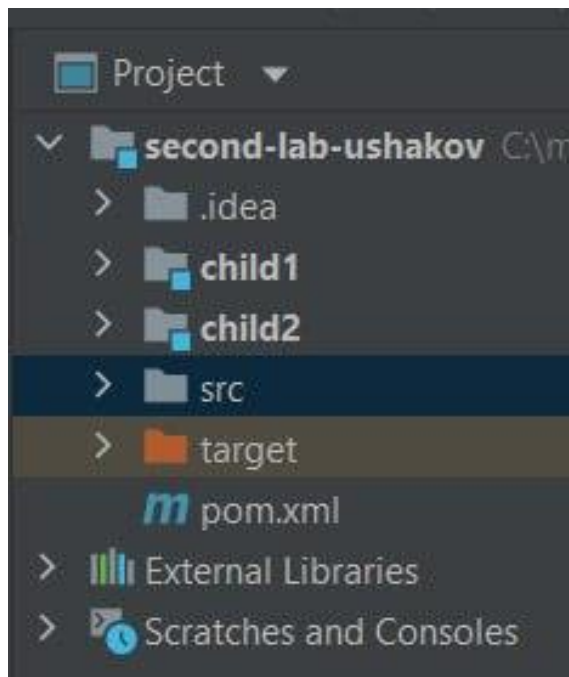 Project
second-lab-ushakov C:\m
.idea
child1
child2
src
target
m pom.xml
External Libraries
Scratches and Consoles